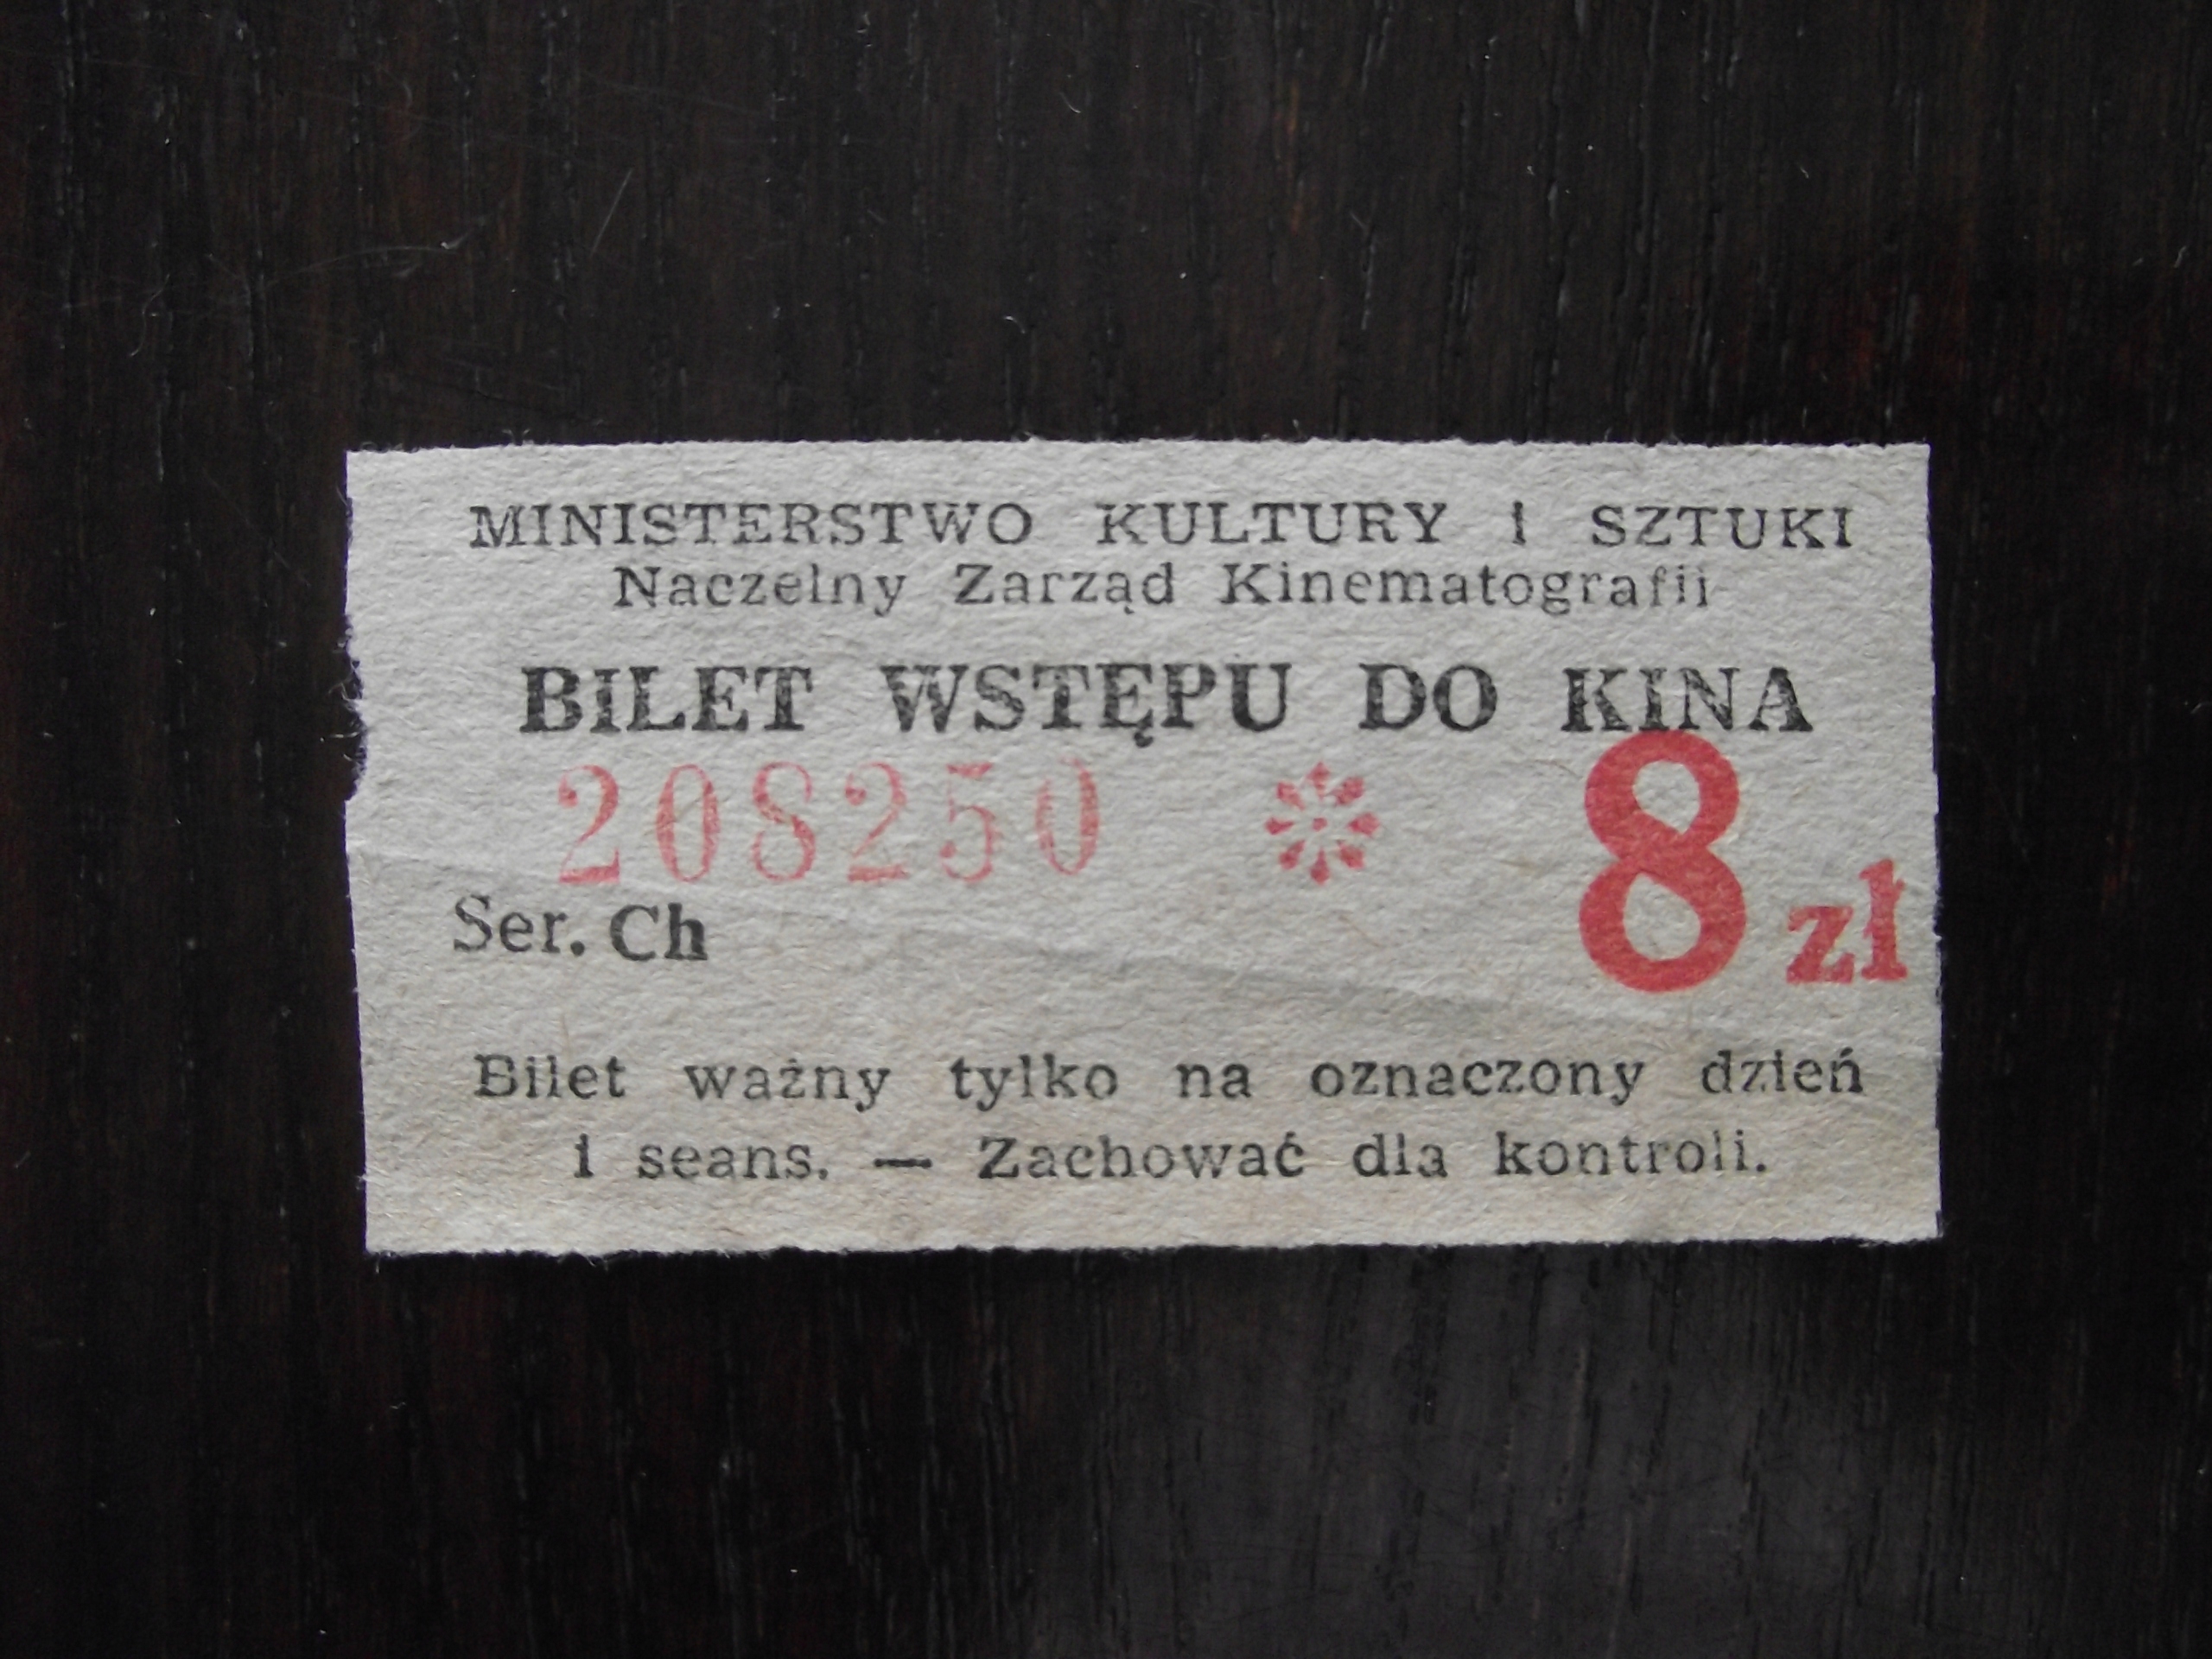 MINISTERSTWO KULTURY i SZTUKI
Naczelny Zarząd Kinematografii
BILET WSTĘPU DO KINA
208250 8 zł
Ser. Ch
Bilet ważny tylko na oznaczony dzień
i seans. — Zachować dla kontroli.